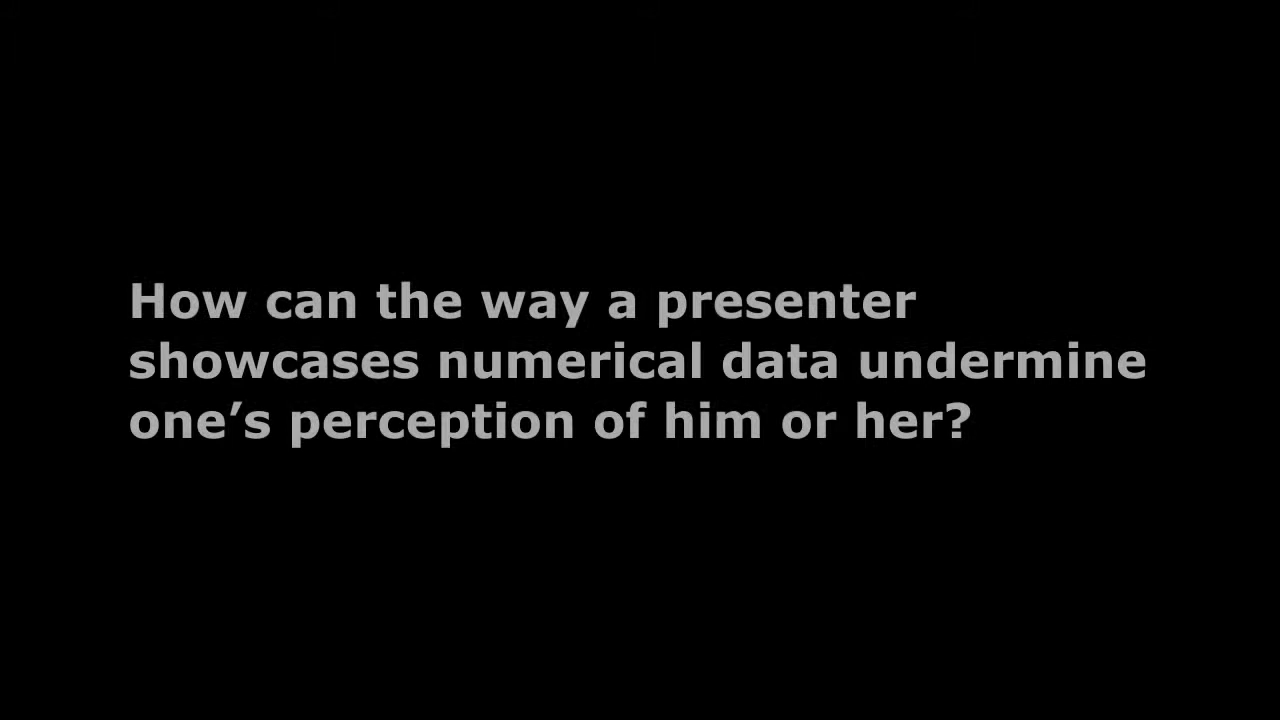 How can the way a presenter
showcases numerical data undermine
one’s perception of him or her?